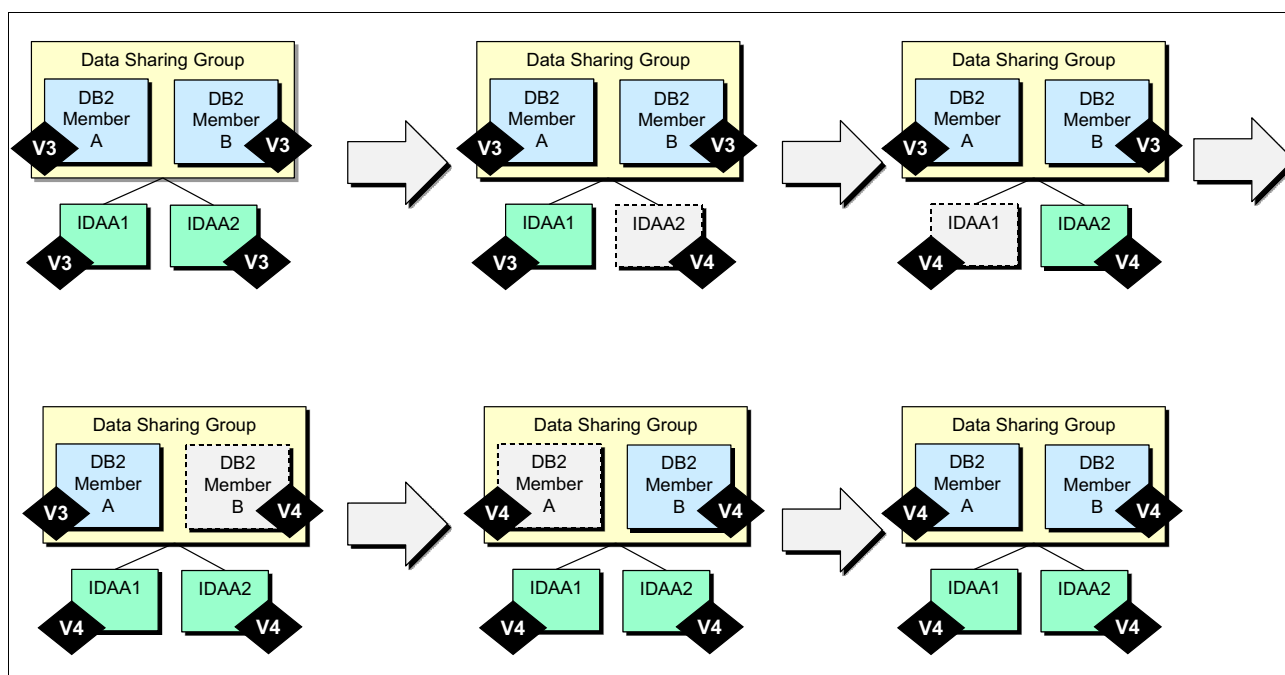 Data Sharing Group
DB2
Member
A
DB2
Member
B
V3
V3
IDAA1
IDAA2
V3
V3
Data Sharing Group
DB2
Member
A
DB2
Member
B
V3
V3
IDAA1
IDAA2
V3
V4
Data Sharing Group
DB2
Member
A
DB2
Member
B
V3
V3
IDAA1
IDAA2
V4
V4
Data Sharing Group
DB2
Member
A
DB2
Member
B
V3
V4
IDAA1
IDAA2
V4
V4
Data Sharing Group
DB2
Member
A
DB2
Member
B
V4
V4
IDAA1
IDAA2
V4
V4
Data Sharing Group
DB2
Member
A
DB2
Member
B
V4
V4
IDAA1
IDAA2
V4
V4